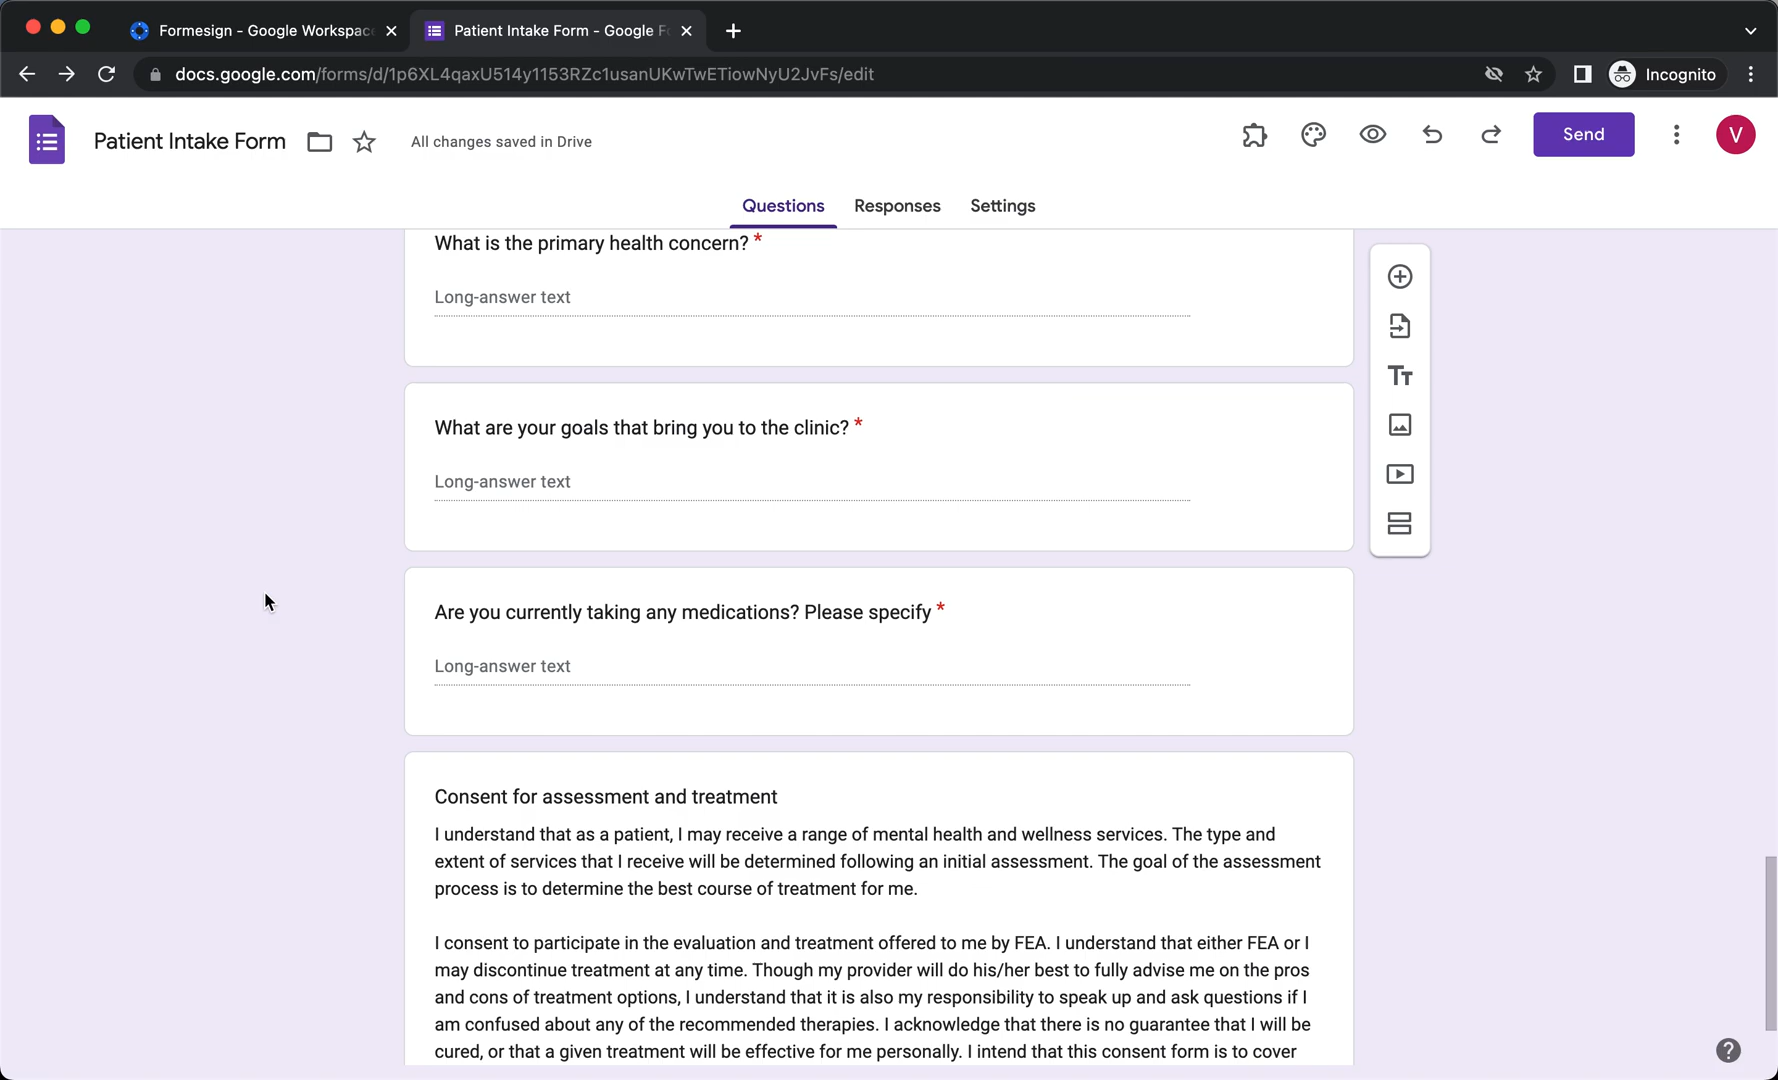 Formesign - Google Workspac
Patient Intake Form - Google Fo
docs.google.com/forms/d/1p6XL4qaxU514y1153RZc1usanUKwTwETiowNyU2JvFs/edit
Incognito
Patient Intake Form
All changes saved in Drive
Send
V
Questions
Responses
Settings
What is the primary health concern? *
Long-answer text
What are your goals that bring you to the clinic? *
Long-answer text
Are you currently taking any medications? Please specify *
Long-answer text
Consent for assessment and treatment
I understand that as a patient, I may receive a range of mental health and wellness services. The type and
extent of services that I receive will be determined following an initial assessment. The goal of the assessment
process is to determine the best course of treatment for me.
I consent to participate in the evaluation and treatment offered to me by FEA. I understand that either FEA or I
may discontinue treatment at any time. Though my provider will do his/her best to fully advise me on the pros
and cons of treatment options, I understand that it is also my responsibility to speak up and ask questions if I
am confused about any of the recommended therapies. I acknowledge that there is no guarantee that I will be
cured, or that a given treatment will be effective for me personally. I intend that this consent form is to cover